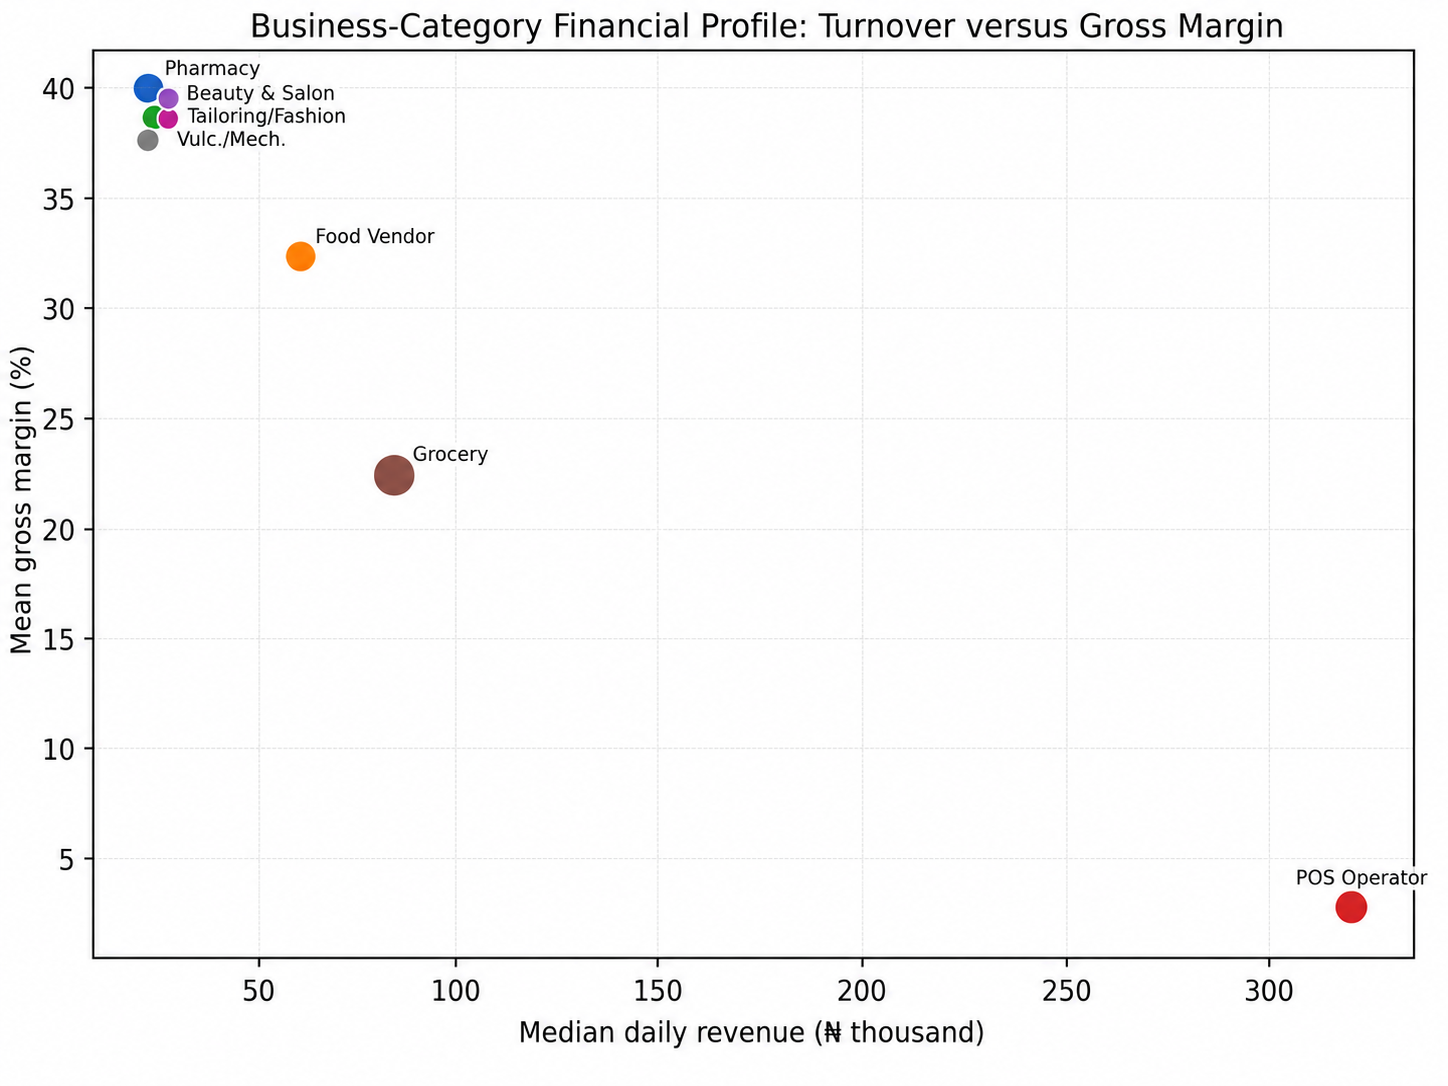 Business-Category Financial Profile: Turnover versus Gross Margin
Pharmacy
Beauty & Salon
Tailoring/Fashion
Vulc./Mech.
Food Vendor
Grocery
POS Operator
Mean gross margin (%)
40
35
30
25
20
15
10
5
50 100 150 200 250 300
Median daily revenue (₦ thousand)